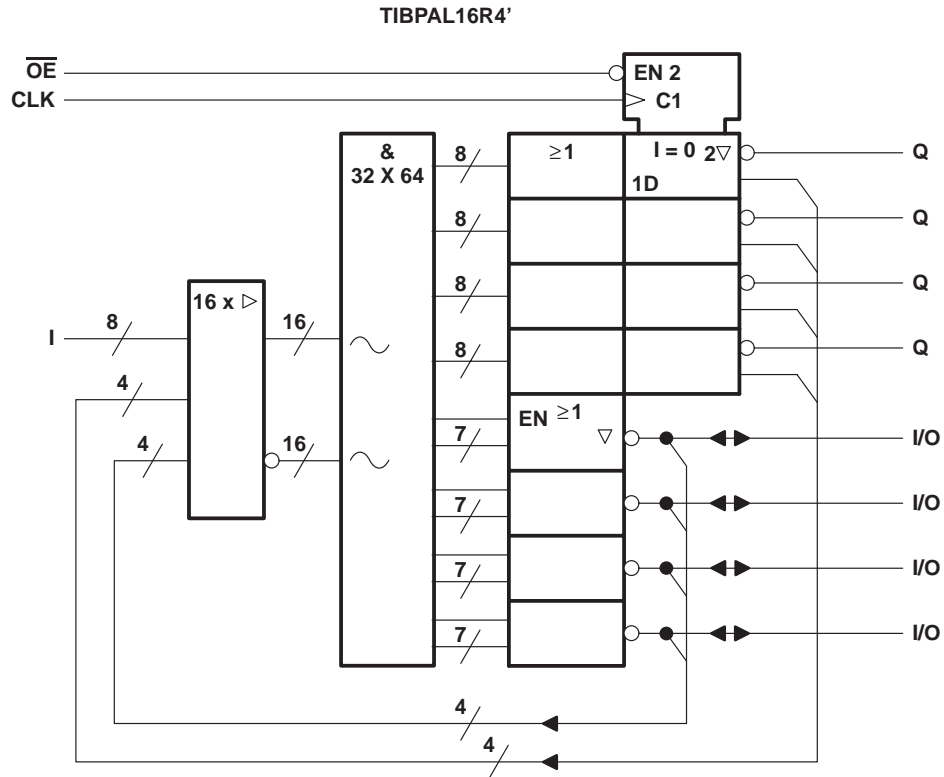 TIBPAL16R4'
OE
EN 2
CLK
C1
&
32 X 64
8
≥1
I = 0 2▽
Q
1D
8
Q
8
Q
16 x ▷
I
8
16
8
Q
4
EN ≥1
▽
7
I/O
4
16
7
I/O
7
I/O
7
I/O
4
4